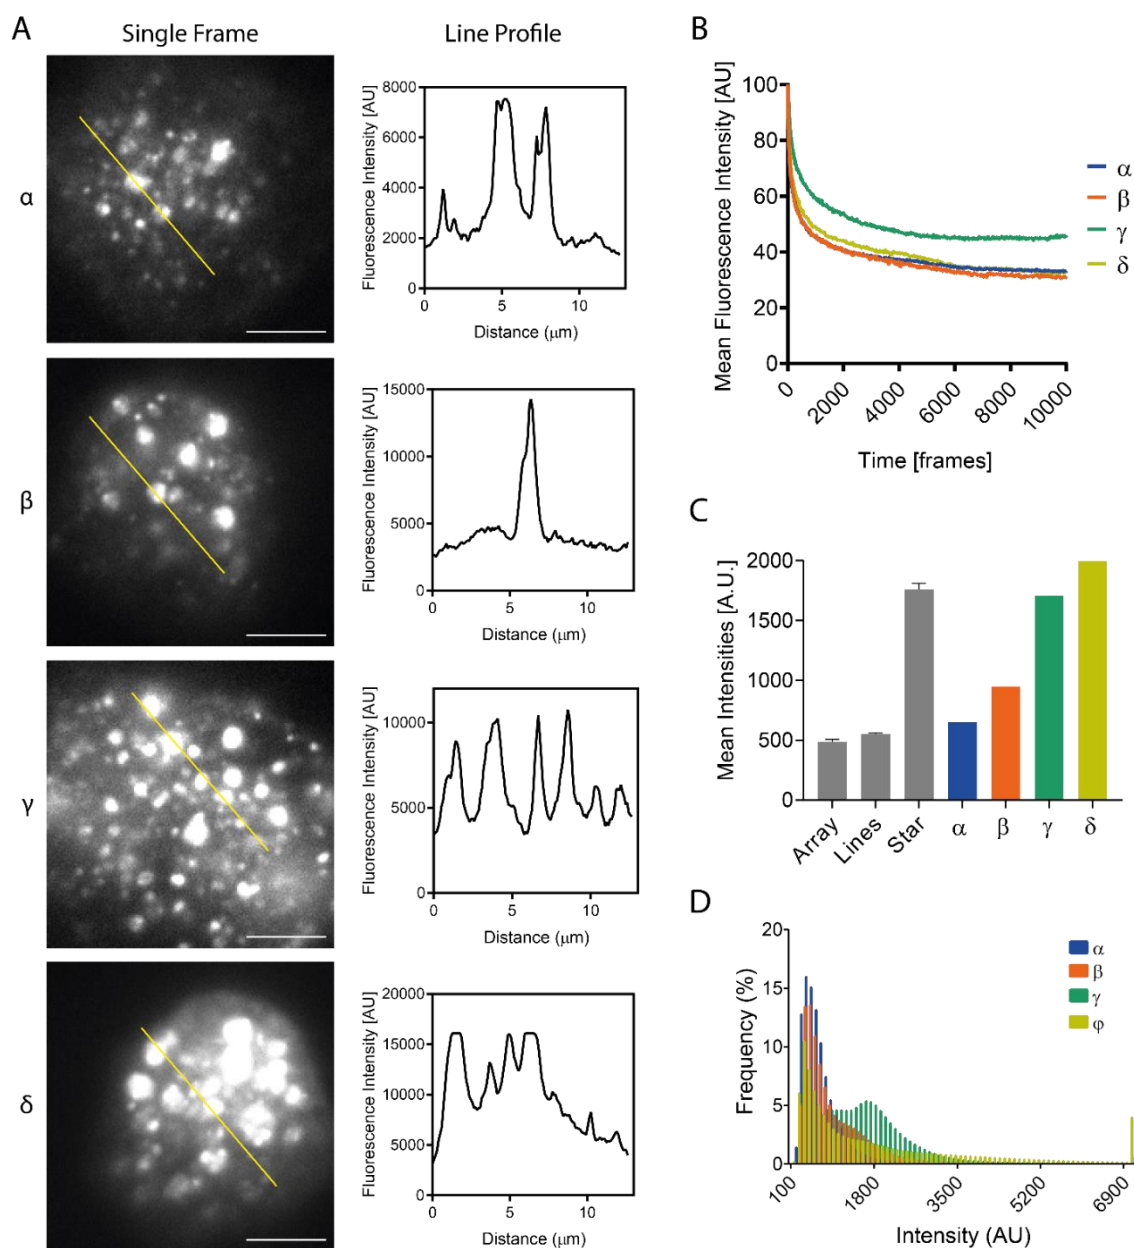 A
Single Frame
Line Profile
α
Fluorescence Intensity [AU]
8000
6000
4000
2000
0
0 5 10
Distance (μm)
β
Fluorescence Intensity [AU]
15000
10000
5000
0
0 5 10
Distance (μm)
γ
Fluorescence Intensity [AU]
10000
5000
0
0 5 10
Distance (μm)
δ
Fluorescence Intensity [AU]
20000
15000
10000
5000
0
0 5 10
Distance (μm)
B
Mean Fluorescence Intensity [AU]
100
80
60
40
20
0
0 2000 4000 6000 8000 10000
Time [frames]
α
β
γ
δ
C
Mean Intensities [A.U.]
2000
1500
1000
500
0
Array Lines Star α β γ δ
D
Frequency (%)
20
15
10
5
0
100 1800 3500 5200 6900
Intensity (AU)
α
β
γ
φ